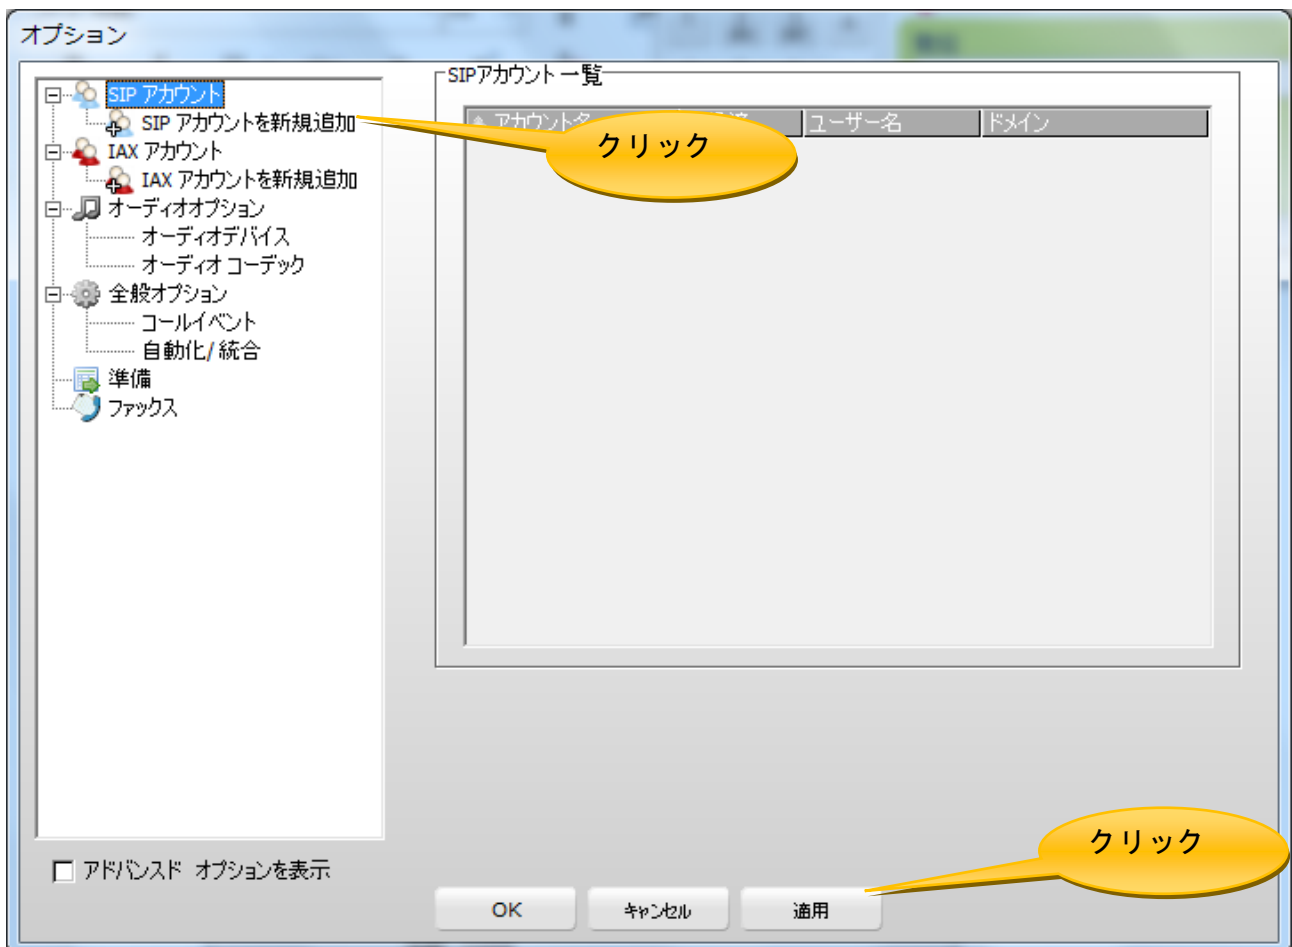 オプション
SIP アカウント
SIP アカウントを新規追加
IAX アカウント
IAX アカウントを新規追加
オーディオオプション
オーディオデバイス
オーディオ コーデック
全般オプション
コールイベント
自動化/ 統合
準備
ファックス
アドバンスド オプションを表示
SIPアカウント一覧
アカウント名
ユーザー名
ドメイン
クリック
クリック
OK
キャンセル
適用